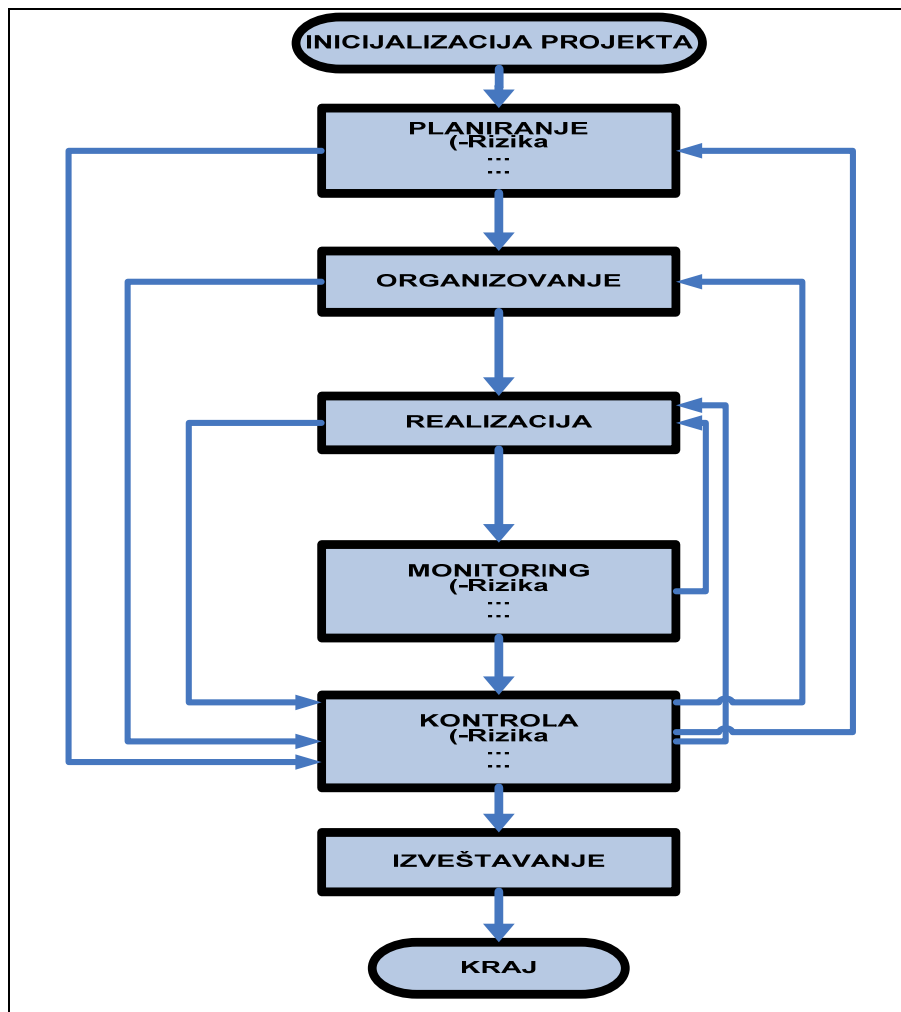 INICIJALIZACIJA PROJEKTA
PLANIRANJE
(-Rizika
...
...
ORGANIZOVANJE
REALIZACIJA
MONITORING
(-Rizika
...
...
KONTROLA
(-Rizika
...
...
IZVEŠTAVANJE
KRAJ